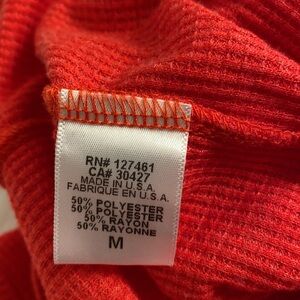 RN# 127461
CA# 30427
MADE IN U.S.A.
FABRIQUE EN U.S.A.
50% POLYESTER
50% POLYESTER
50% RAYON
50% RAYONNE
M